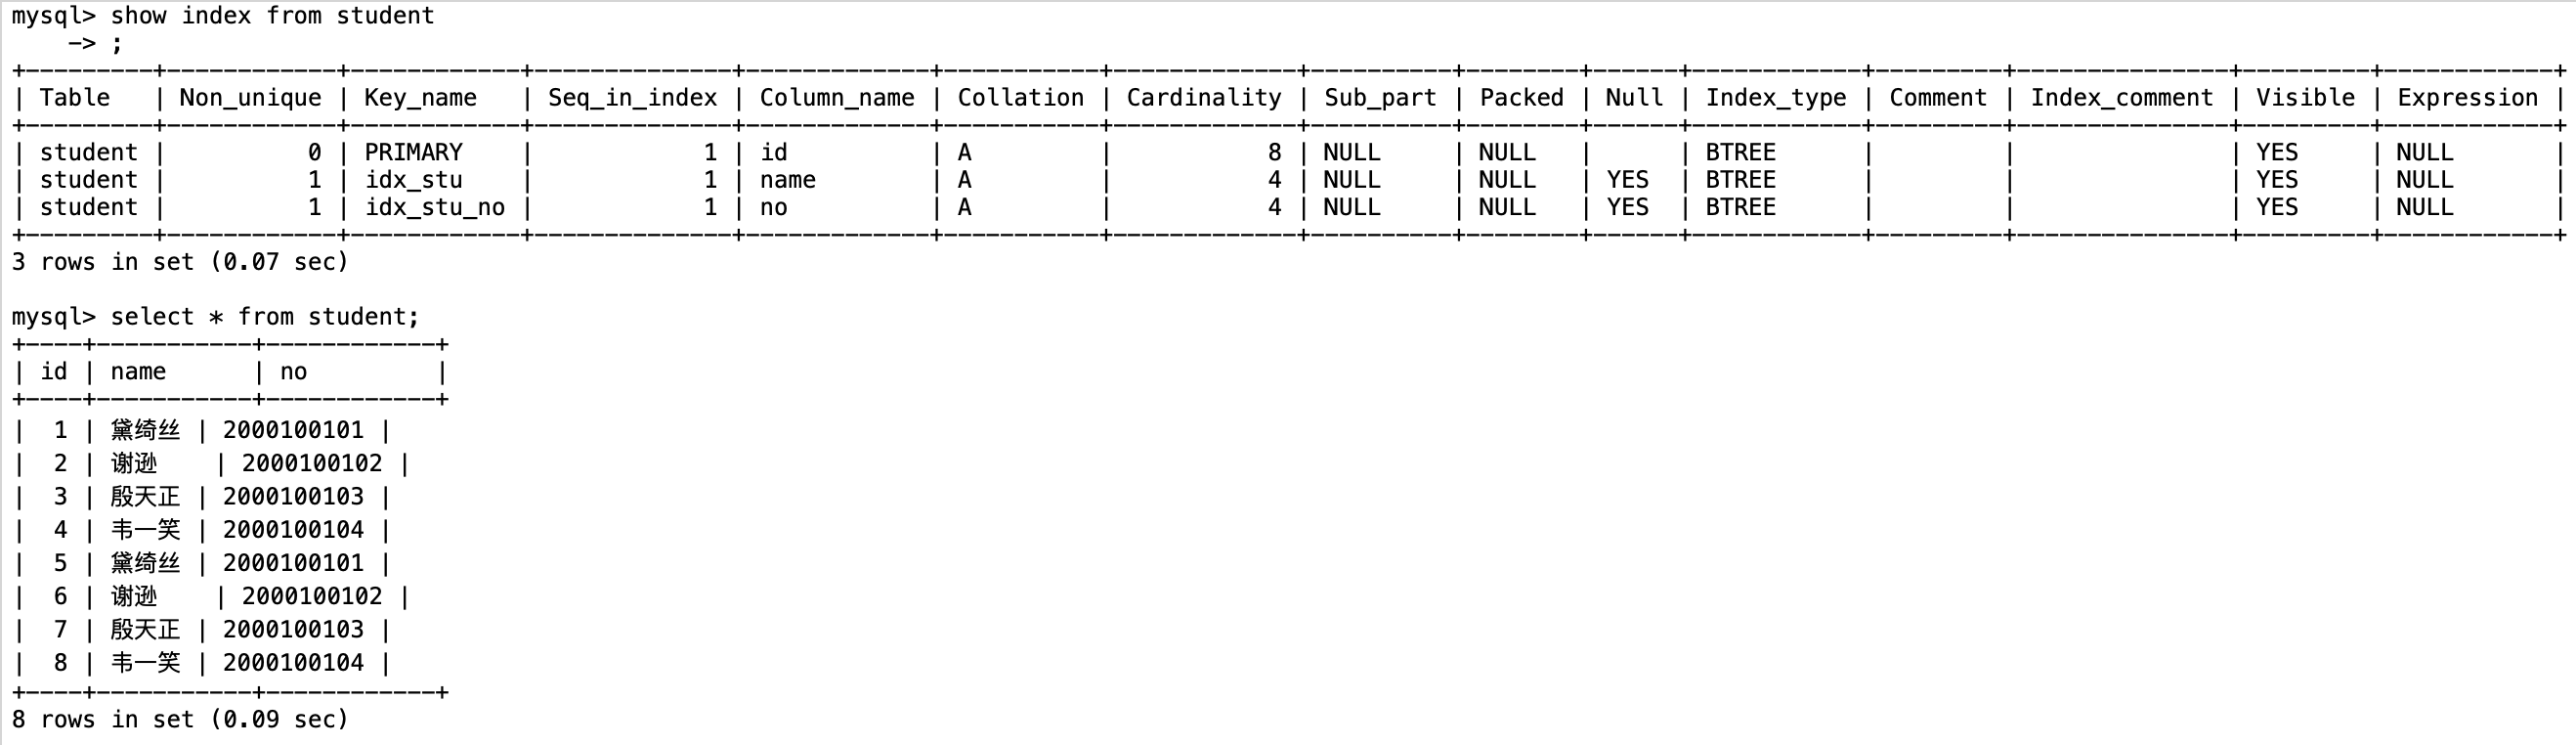 mysql> show index from student
    -> ;
+---------+------------+------------+--------------+-------------+-----------+-------------+----------+--------+------+------------+---------+---------------+---------+------------+
| Table   | Non_unique | Key_name   | Seq_in_index | Column_name | Collation | Cardinality | Sub_part | Packed | Null | Index_type | Comment | Index_comment | Visible | Expression |
+---------+------------+------------+--------------+-------------+-----------+-------------+----------+--------+------+------------+---------+---------------+---------+------------+
| student |          0 | PRIMARY    |            1 | id          | A         |           8 | NULL     | NULL   |      | BTREE      |         |               | YES     | NULL       |
| student |          1 | idx_stu    |            1 | name        | A         |           4 | NULL     | NULL   | YES  | BTREE      |         |               | YES     | NULL       |
| student |          1 | idx_stu_no |            1 | no          | A         |           4 | NULL     | NULL   | YES  | BTREE      |         |               | YES     | NULL       |
+---------+------------+------------+--------------+-------------+-----------+-------------+----------+--------+------+------------+---------+---------------+---------+------------+
3 rows in set (0.07 sec)
mysql> select * from student;
+----+-----------+------------+
| id | name      | no         |
+----+-----------+------------+
|  1 | 黛绮丝 | 2000100101 |
|  2 | 谢逊    | 2000100102 |
|  3 | 殷天正 | 2000100103 |
|  4 | 韦一笑 | 2000100104 |
|  5 | 黛绮丝 | 2000100101 |
|  6 | 谢逊    | 2000100102 |
|  7 | 殷天正 | 2000100103 |
|  8 | 韦一笑 | 2000100104 |
+----+-----------+------------+
8 rows in set (0.09 sec)